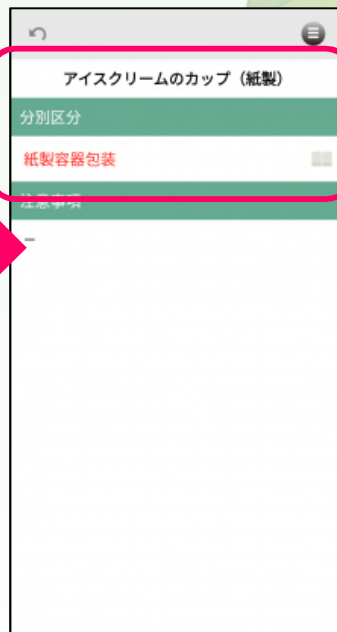 アイスクリームのカップ（紙製）
分別区分
紙製容器包装
注意事項
−